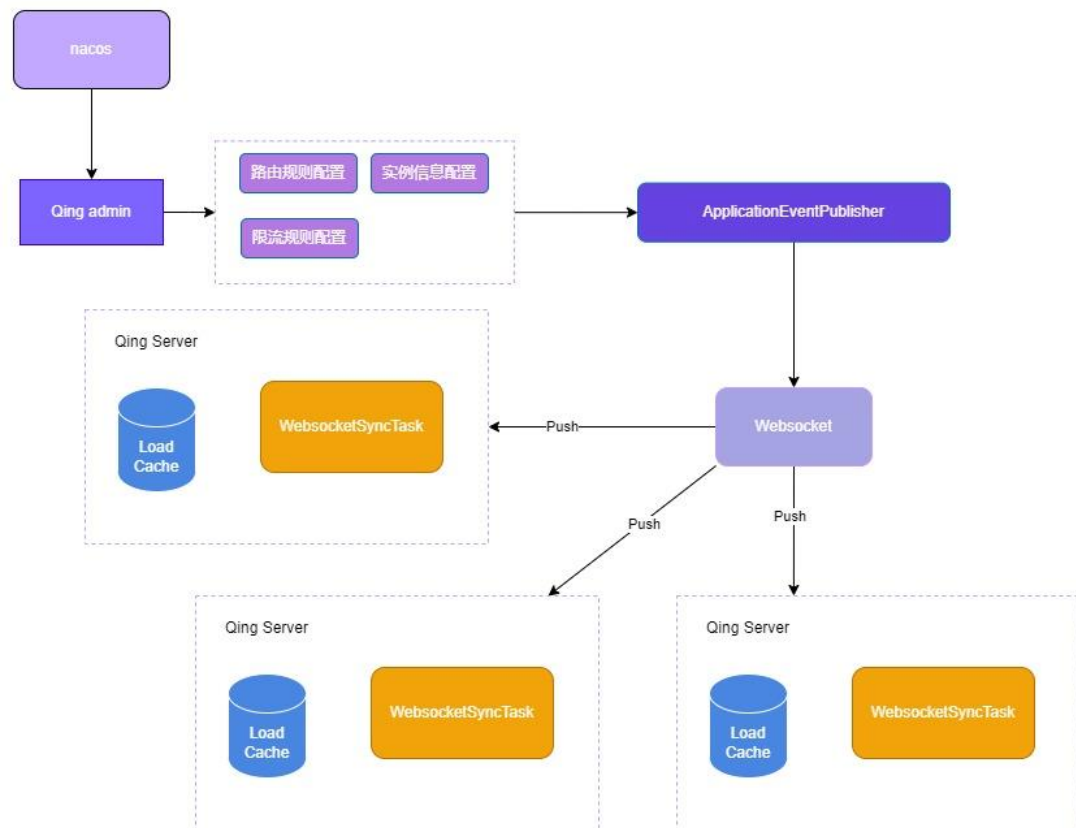 nacos
Qing admin
路由规则配置
实例信息配置
限流规则配置
ApplicationEventPublisher
Qing Server
Load
Cache
WebsocketSyncTask
Push
Websocket
Push
Push
Qing Server
Load
Cache
WebsocketSyncTask
Qing Server
Load
Cache
WebsocketSyncTask